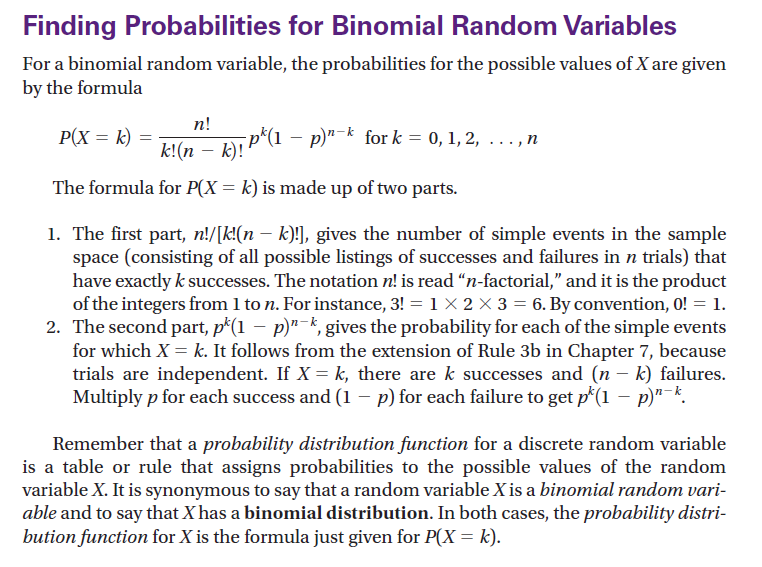 Finding Probabilities for Binomial Random Variables
For a binomial random variable, the probabilities for the possible values of X are given
by the formula
P(X = k) = n!/k!(n − k)! pᵏ(1 − p)ⁿ⁻ᵏ for k = 0, 1, 2, . . . , n
The formula for P(X = k) is made up of two parts.
1. The first part, n!/[k!(n − k)!], gives the number of simple events in the sample
space (consisting of all possible listings of successes and failures in n trials) that
have exactly k successes. The notation n! is read “n-factorial,” and it is the product
of the integers from 1 to n. For instance, 3! = 1 × 2 × 3 = 6. By convention, 0! = 1.
2. The second part, pᵏ(1 − p)ⁿ⁻ᵏ, gives the probability for each of the simple events
for which X = k. It follows from the extension of Rule 3b in Chapter 7, because
trials are independent. If X = k, there are k successes and (n − k) failures.
Multiply p for each success and (1 − p) for each failure to get pᵏ(1 − p)ⁿ⁻ᵏ.
Remember that a probability distribution function for a discrete random variable
is a table or rule that assigns probabilities to the possible values of the random
variable X. It is synonymous to say that a random variable X is a binomial random vari-
able and to say that X has a binomial distribution. In both cases, the probability distri-
bution function for X is the formula just given for P(X = k).